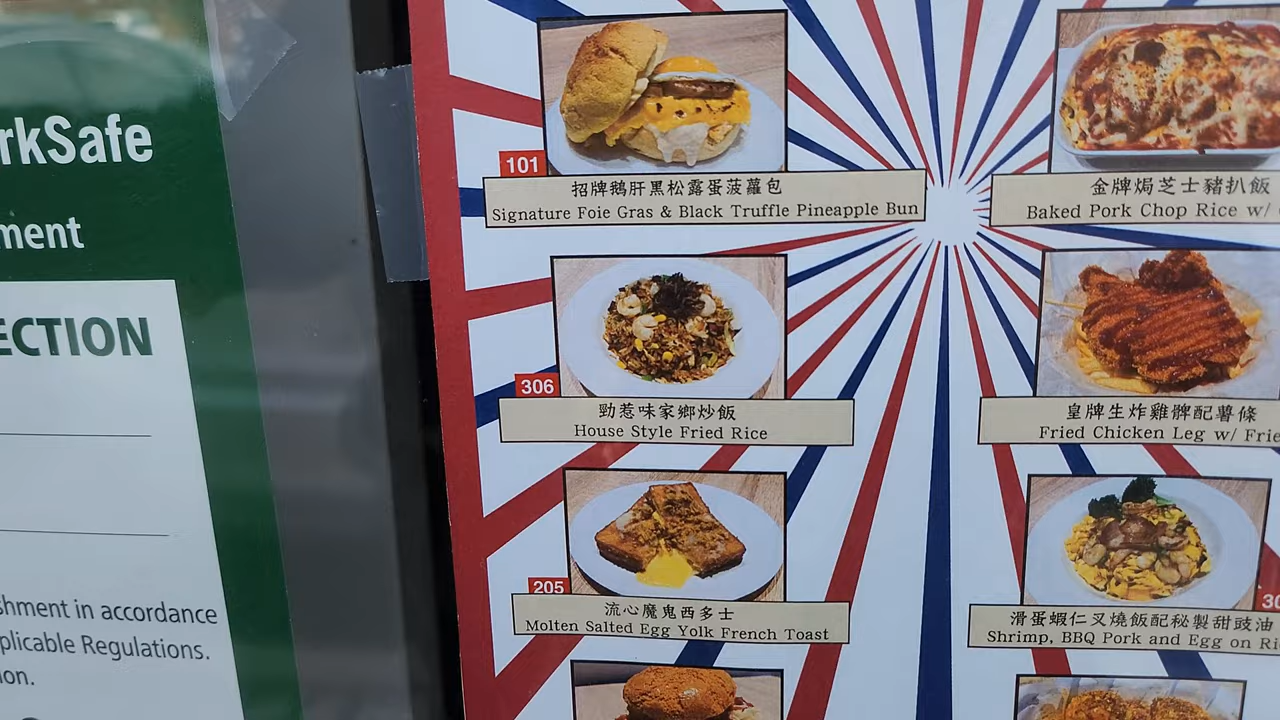 rkSafe
ment
ECTION
shment in accordance
plicable Regulations.
ion.
101
招牌鹅肝黑松露蛋菠蘿包
Signature Foie Gras & Black Truffle Pineapple Bun
金牌焗芝士豬扒飯
Baked Pork Chop Rice w/
306
勁惹味家鄉炒飯
House Style Fried Rice
皇牌生炸雞髀配薯條
Fried Chicken Leg w/ Frie
205
流心魔鬼西多士
Molten Salted Egg Yolk French Toast
30
滑蛋蝦仁叉燒飯配秘製甜豉油
Shrimp, BBQ Pork and Egg on Ri